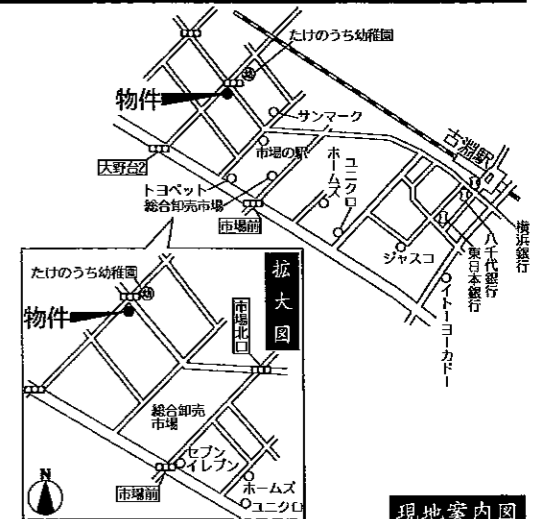 たけのうち幼稚園
幼
物件
サンマーク
古淵駅
大野台2
市場の駅
トヨペット
総合卸売市場
ホームズ
ユニクロ
市場前
ジャスコ
横浜銀行
八千代銀行
東日本銀行
イトーヨーカドー
拡大図
たけのうち幼稚園
幼
物件
市場北口
総合卸売
市場
セブン
イレブン
市場前
ホームズ
ユニクロ
N
現地案内図